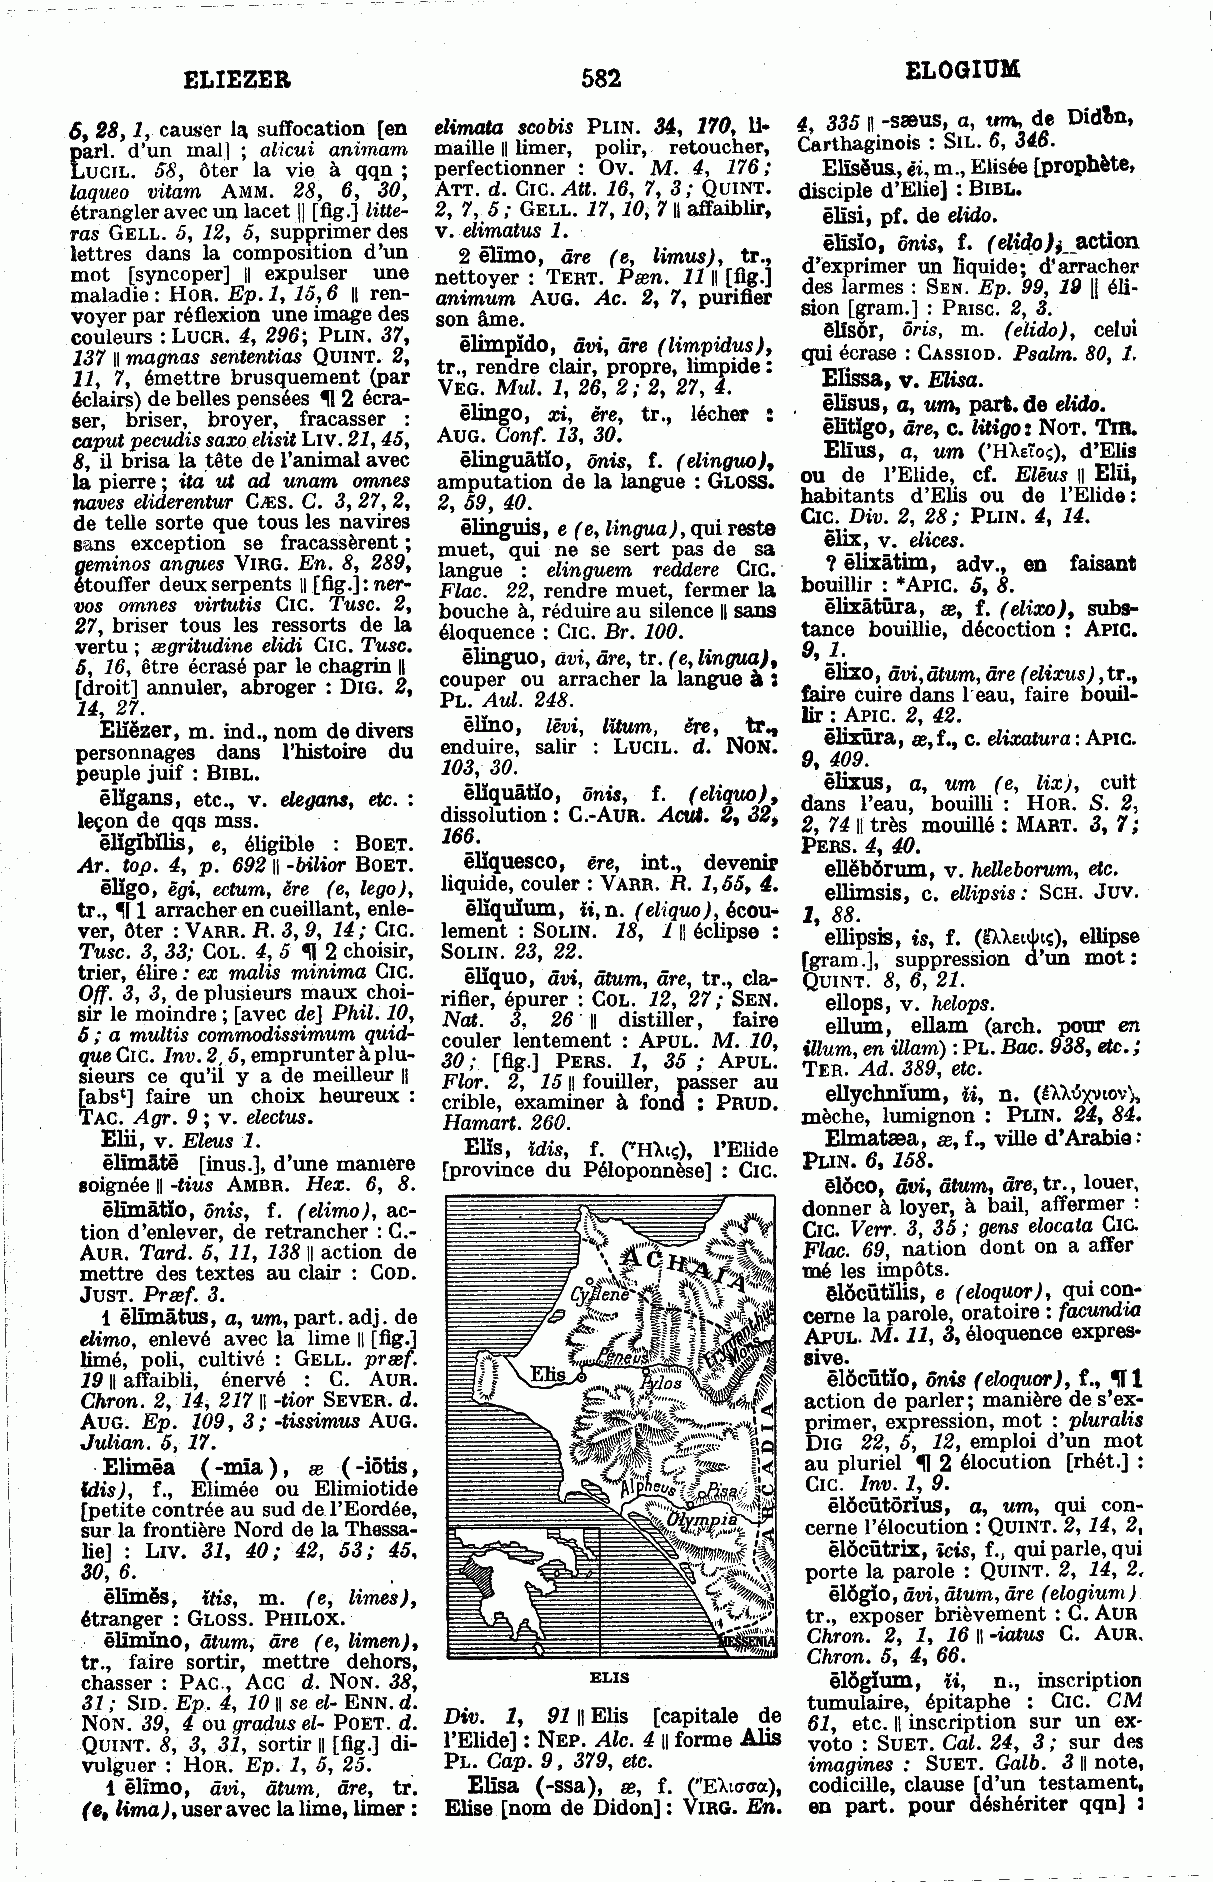 ELIEZER
582
ELOGIUM
5, 28, 1, causer la suffocation [en
parl. d'un mal] ; alicui animam
LUCIL. 58, ôter la vie à qqn ;
laqueo vitam AMM. 28, 6, 30,
étrangler avec un lacet || [fig.] litte-
ras GELL. 5, 12, 5, supprimer des
lettres dans la composition d'un
mot [syncoper] || expulser une
maladie : HOR. Ep. 1, 15, 6 || ren-
voyer par réflexion une image des
couleurs : LUCR. 4, 296; PLIN. 37,
137 || magnas sententias QUINT. 2,
11, 7, émettre brusquement (par
éclairs) de belles pensées ¶ 2 écra-
ser, briser, broyer, fracasser :
caput pecudis saxo elisit LIV. 21, 45,
8, il brisa la tête de l'animal avec
la pierre ; ita ut ad unam omnes
naves eliderentur CÆS. C. 3, 27, 2,
de telle sorte que tous les navires
sans exception se fracassèrent ;
geminos angues VIRG. En. 8, 289,
étouffer deux serpents || [fig.] : ner-
vos omnes virtutis CIC. Tusc. 2,
27, briser tous les ressorts de la
vertu ; ægritudine elidi CIC. Tusc.
5, 16, être écrasé par le chagrin ||
[droit] annuler, abroger : DIG. 2,
14, 27.
Elĭĕzer, m. ind., nom de divers
personnages dans l'histoire du
peuple juif : BIBL.
ēlĭgans, etc., v. elegans, etc. :
leçon de qqs mss.
ēlĭgĭbĭlis, e, éligible : BOET.
Ar. top. 4, p. 692 || -bilior BOET.
ēlĭgo, ēgi, ectum, ĕre (e, lego),
tr., ¶ 1 arracher en cueillant, enle-
ver, ôter : VARR. R. 3, 9, 14; CIC.
Tusc. 3, 33; COL. 4, 5 ¶ 2 choisir,
trier, élire : ex malis minima CIC.
Off. 3, 3, de plusieurs maux choi-
sir le moindre ; [avec de] Phil. 10,
5 ; a multis commodissimum quid-
que CIC. Inv. 2, 5, emprunter à plu-
sieurs ce qu'il y a de meilleur ||
[absᵗ] faire un choix heureux :
TAC. Agr. 9 ; v. electus.
Elii, v. Eleus 1.
ēlīmātē [inus.], d'une manière
soignée || -tius AMBR. Hex. 6, 8.
ēlīmātĭo, ōnis, f. (elimo), ac-
tion d'enlever, de retrancher : C.-
AUR. Tard. 5, 11, 138 || action de
mettre des textes au clair : COD.
JUST. Præf. 3.
1 ēlīmātus, a, um, part. adj. de
elimo, enlevé avec la lime || [fig.]
limé, poli, cultivé : GELL. præf.
19 || affaibli, énervé : C. AUR.
Chron. 2, 14, 217 || -tior SEVER. d.
AUG. Ep. 109, 3 ; -tissimus AUG.
Julian. 5, 17.
Elimēa (-mīa), æ (-iōtis,
ĭdis), f., Elimée ou Elimiotide
[petite contrée au sud de l'Eordée,
sur la frontière Nord de la Thessa-
lie] : LIV. 31, 40; 42, 53; 45,
30, 6.
ēlīmĕs, ĭtis, m. (e, limes),
étranger : GLOSS. PHILOX.
ēlimĭno, ātum, āre (e, limen),
tr., faire sortir, mettre dehors,
chasser : PAC., ACC d. NON. 38,
31; SID. Ep. 4, 10 || se el- ENN. d.
NON. 39, 4 ou gradus el- POET. d.
QUINT. 8, 3, 31, sortir || [fig.] di-
vulguer : HOR. Ep. 1, 5, 25.
1 ēlīmo, āvi, ātum, āre, tr.
(e, lima), user avec la lime, limer :
elimata scobis PLIN. 34, 170, li-
maille || limer, polir, retoucher,
perfectionner : OV. M. 4, 176 ;
ATT. d. CIC. Att. 16, 7, 3 ; QUINT.
2, 7, 5 ; GELL. 17, 10, 7 || affaiblir,
v. elimatus 1.
2 ēlīmo, āre (e, limus), tr.,
nettoyer : TERT. Pæn. 11 || [fig.]
animum AUG. Ac. 2, 7, purifier
son âme.
ēlimpĭdo, āvi, āre (limpidus),
tr., rendre clair, propre, limpide :
VEG. Mul. 1, 26, 2 ; 2, 27, 4.
ēlingo, xi, ĕre, tr., lécher :
AUG. Conf. 13, 30.
ēlinguātĭo, ōnis, f. (elinguo),
amputation de la langue : GLOSS.
2, 59, 40.
ēlinguis, e (e, lingua), qui reste
muet, qui ne se sert pas de sa
langue : elinguem reddere CIC.
Flac. 22, rendre muet, fermer la
bouche à, réduire au silence || sans
éloquence : CIC. Br. 100.
ēlinguo, āvi, āre, tr. (e, lingua),
couper ou arracher la langue à :
PL. Aul. 248.
ēlĭno, lēvi, lĭtum, ĕre, tr.,
enduire, salir : LUCIL. d. NON.
103, 30.
ēlĭquātĭo, ōnis, f. (eliquo),
dissolution : C.-AUR. Acut. 2, 32,
166.
ēlĭquesco, ĕre, int., devenir
liquide, couler : VARR. R. 1, 55, 4.
ēlĭquĭum, ĭi, n. (eliquo), écou-
lement : SOLIN. 18, 1 || éclipse :
SOLIN. 23, 22.
ēlĭquo, āvi, ātum, āre, tr., cla-
rifier, épurer : COL. 12, 27 ; SEN.
Nat. 3, 26 || distiller, faire
couler lentement : APUL. M. 10,
30 ; [fig.] PERS. 1, 35 ; APUL.
Flor. 2, 15 || fouiller, passer au
crible, examiner à fond : PRUD.
Hamart. 260.
Elĭs, ĭdis, f. (Ἦλις), l'Elide
[province du Péloponnèse] : CIC.
ACHAIA
Cyllene
Erymanthus
Mons
Peneus
Elis
Pylos
ARCADIA
Alpheus
Pisa
Olympia
MESSENIA
ELIS
Div. 1, 91 || Elis [capitale de
l'Elide] : NEP. Alc. 4 || forme Alis
PL. Cap. 9, 379, etc.
Elīsa (-ssa), æ, f. (Ἔλισσα),
Elise [nom de Didon] : VIRG. En.
4, 335 || -sæus, a, um, de Didon,
Carthaginois : SIL. 6, 346.
Elīsĕus, ĕi, m., Elisée [prophète,
disciple d'Elie] : BIBL.
ēlīsi, pf. de elido.
ēlīsĭo, ōnis, f. (elido), action
d'exprimer un liquide; d'arracher
des larmes : SEN. Ep. 99, 19 || éli-
sion [gram.] : PRISC. 2, 3.
ēlīsŏr, ōris, m. (elido), celui
qui écrase : CASSIOD. Psalm. 80, 1.
Elissa, v. Elisa.
ēlīsus, a, um, part. de elido.
ēlītĭgo, āre, c. litigo : NOT. TIR.
Elīus, a, um (Ἠλεῖος), d'Elis
ou de l'Elide, cf. Elēus || Elīi,
habitants d'Elis ou de l'Elide :
CIC. Div. 2, 28 ; PLIN. 4, 14.
ēlix, v. elices.
? ēlixātim, adv., en faisant
bouillir : *APIC. 5, 8.
ēlixātūra, æ, f. (elixo), subs-
tance bouillie, décoction : APIC.
9, 1.
ēlixo, āvi, ātum, āre (elixus), tr.,
faire cuire dans l'eau, faire bouil-
lir : APIC. 2, 42.
ēlixūra, æ, f., c. elixatura : APIC.
9, 409.
ēlixus, a, um (e, lix), cuit
dans l'eau, bouilli : HOR. S. 2,
2, 74 || très mouillé : MART. 3, 7 ;
PERS. 4, 40.
ellĕbŏrum, v. helleborum, etc.
ellimsis, c. ellipsis : SCH. JUV.
1, 88.
ellipsis, is, f. (ἔλλειψις), ellipse
[gram.], suppression d'un mot :
QUINT. 8, 6, 21.
ellops, v. helops.
ellum, ellam (arch. pour en
illum, en illam) : PL. Bac. 938, etc. ;
TER. Ad. 389, etc.
ellychnĭum, ĭi, n. (ἐλλύχνιον),
mèche, lumignon : PLIN. 24, 84.
Elmatæa, æ, f., ville d'Arabie :
PLIN. 6, 158.
ēlŏco, āvi, ātum, āre, tr., louer,
donner à loyer, à bail, affermer :
CIC. Verr. 3, 35 ; gens elocata CIC.
Flac. 69, nation dont on a affer
mé les impôts.
ēlŏcūtĭlis, e (eloquor), qui con-
cerne la parole, oratoire : facundia
APUL. M. 11, 3, éloquence expres-
sive.
ēlŏcūtĭo, ōnis (eloquor), f., ¶ 1
action de parler ; manière de s'ex-
primer, expression, mot : pluralis
DIG 22, 5, 12, emploi d'un mot
au pluriel ¶ 2 élocution [rhét.] :
CIC. Inv. 1, 9.
ēlŏcūtōrĭus, a, um, qui con-
cerne l'élocution : QUINT. 2, 14, 2,
ēlŏcūtrix, īcis, f., qui parle, qui
porte la parole : QUINT. 2, 14, 2.
ēlŏgĭo, āvi, ātum, āre (elogium)
tr., exposer brièvement : C. AUR
Chron. 2, 1, 16 || -iatus C. AUR.
Chron. 5, 4, 66.
ēlŏgĭum, ĭi, n., inscription
tumulaire, épitaphe : CIC. CM
61, etc. || inscription sur un ex-
voto : SUET. Cal. 24, 3 ; sur des
imagines : SUET. Galb. 3 || note,
codicille, clause [d'un testament,
en part. pour déshériter qqn] :